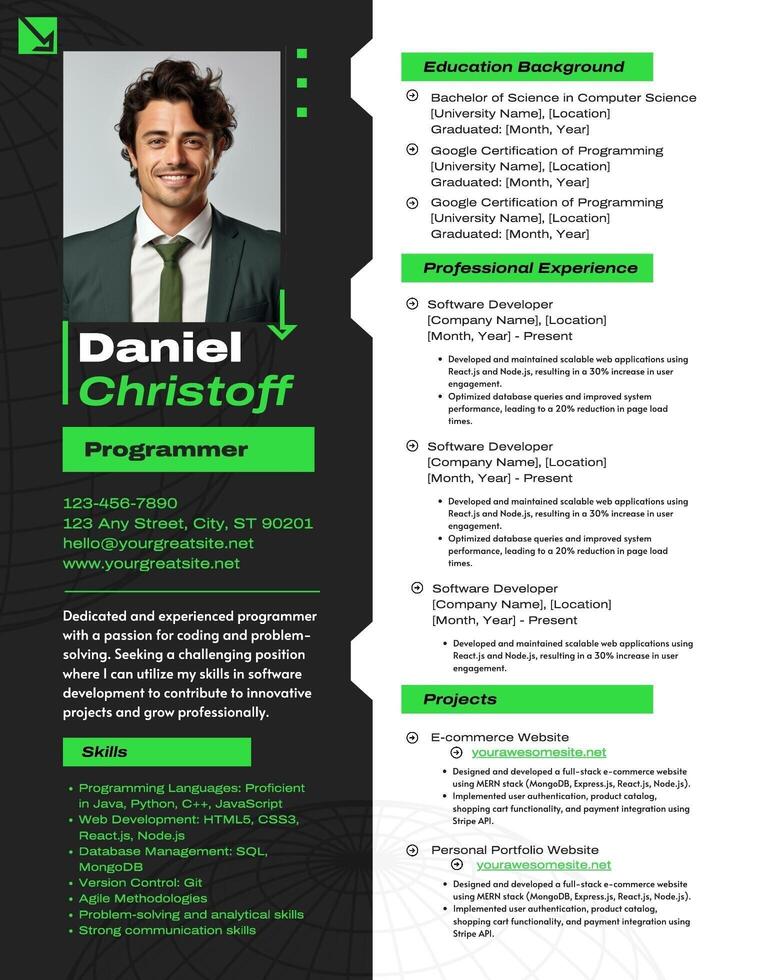 Daniel
Christoff
Programmer
123-456-7890
123 Any Street, City, ST 90201
hello@yourgreatsite.net
www.yourgreatsite.net
Dedicated and experienced programmer
with a passion for coding and problem-
solving. Seeking a challenging position
where I can utilize my skills in software
development to contribute to innovative
projects and grow professionally.
Skills
• Programming Languages: Proficient
in Java, Python, C++, JavaScript
• Web Development: HTML5, CSS3,
React.js, Node.js
• Database Management: SQL,
MongoDB
• Version Control: Git
• Agile Methodologies
• Problem-solving and analytical skills
• Strong communication skills
Education Background
Bachelor of Science in Computer Science
[University Name], [Location]
Graduated: [Month, Year]
Google Certification of Programming
[University Name], [Location]
Graduated: [Month, Year]
Google Certification of Programming
[University Name], [Location]
Graduated: [Month, Year]
Professional Experience
Software Developer
[Company Name], [Location]
[Month, Year] - Present
• Developed and maintained scalable web applications using
React.js and Node.js, resulting in a 30% increase in user
engagement.
• Optimized database queries and improved system
performance, leading to a 20% reduction in page load
times.
Software Developer
[Company Name], [Location]
[Month, Year] - Present
• Developed and maintained scalable web applications using
React.js and Node.js, resulting in a 30% increase in user
engagement.
• Optimized database queries and improved system
performance, leading to a 20% reduction in page load
times.
Software Developer
[Company Name], [Location]
[Month, Year] - Present
• Developed and maintained scalable web applications using
React.js and Node.js, resulting in a 30% increase in user
engagement.
Projects
E-commerce Website
yourawesomesite.net
• Designed and developed a full-stack e-commerce website
using MERN stack (MongoDB, Express.js, React.js, Node.js).
• Implemented user authentication, product catalog,
shopping cart functionality, and payment integration using
Stripe API.
Personal Portfolio Website
yourawesomesite.net
• Designed and developed a full-stack e-commerce website
using MERN stack (MongoDB, Express.js, React.js, Node.js).
• Implemented user authentication, product catalog,
shopping cart functionality, and payment integration using
Stripe API.